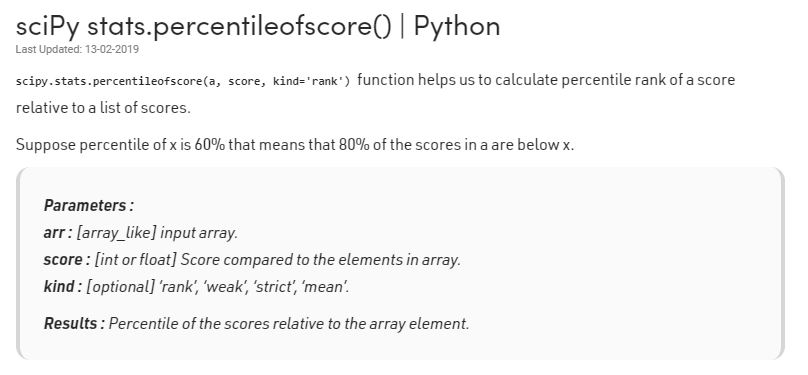 sciPy stats.percentileofscore() | Python
Last Updated: 13-02-2019
scipy.stats.percentileofscore(a, score, kind='rank') function helps us to calculate percentile rank of a score
relative to a list of scores.
Suppose percentile of x is 60% that means that 80% of the scores in a are below x.
Parameters :
arr : [array_like] input array.
score : [int or float] Score compared to the elements in array.
kind : [optional] ‘rank’, ‘weak’, ‘strict’, ‘mean’.
Results : Percentile of the scores relative to the array element.